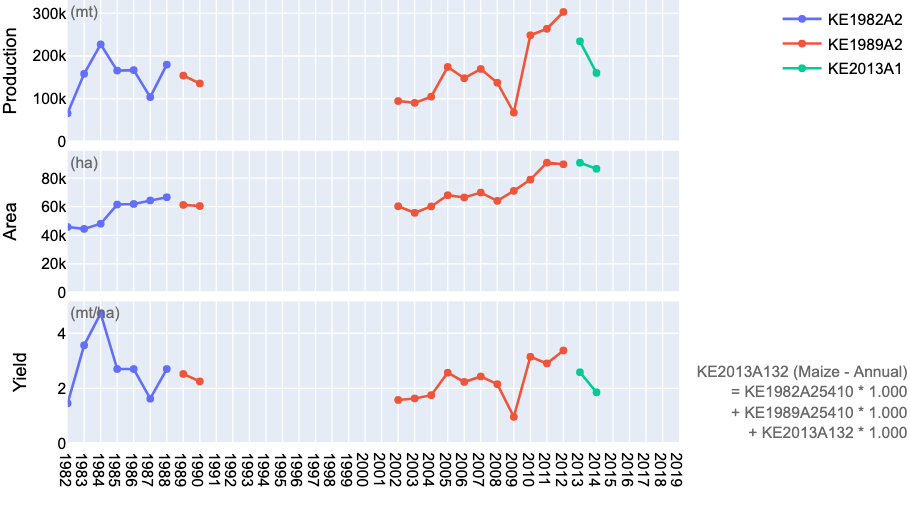 (mt)
300k
200k
100k
0
Production
KE1982A2
KE1989A2
KE2013A1
(ha)
80k
60k
40k
20k
0
Area
(mt/ha)
4
2
0
Yield
1982
1983
1984
1985
1986
1987
1988
1989
1990
1991
1992
1993
1994
1995
1996
1997
1998
1999
2000
2001
2002
2003
2004
2005
2006
2007
2008
2009
2010
2011
2012
2013
2014
2015
2016
2017
2018
2019
KE2013A132 (Maize - Annual)
= KE1982A25410 * 1.000
+ KE1989A25410 * 1.000
+ KE2013A132 * 1.000